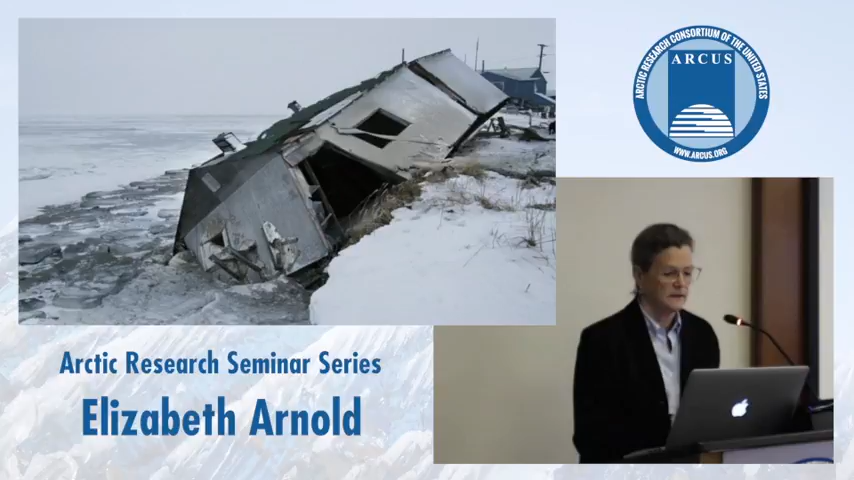 ARCTIC RESEARCH CONSORTIUM OF THE UNITED STATES
ARCUS
WWW.ARCUS.ORG
Arctic Research Seminar Series
Elizabeth Arnold